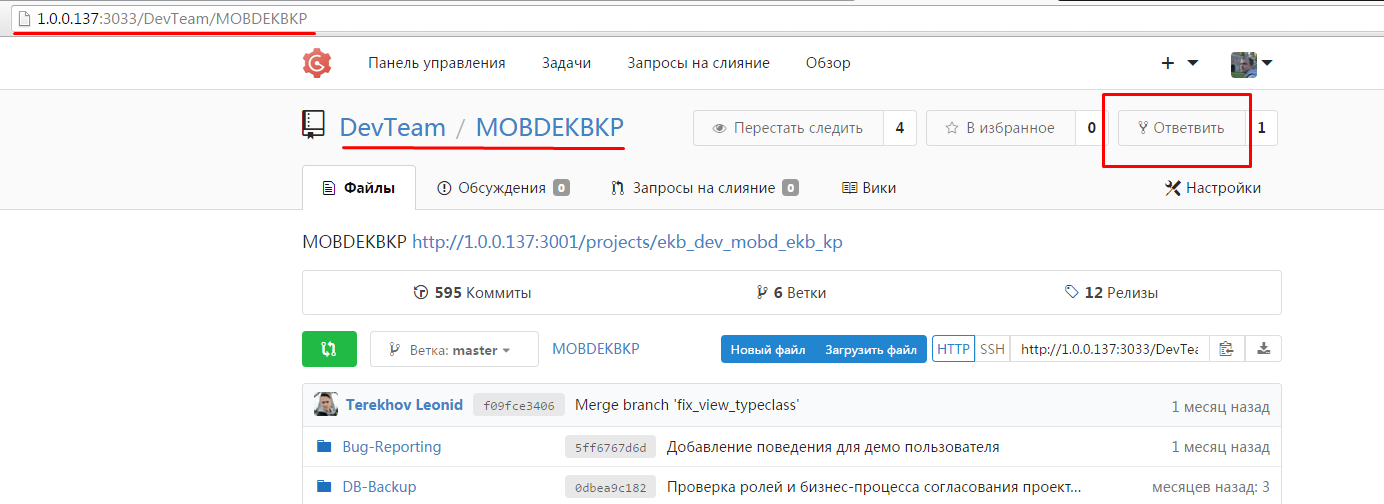 1.0.0.137:3033/DevTeam/MOBDEKBKP
Панель управления Задачи Запросы на слияние Обзор
DevTeam / MOBDEKBKP Перестать следить 4 В избранное 0 Ответвить 1
Файлы Обсуждения 0 Запросы на слияние 0 Вики Настройки
MOBDEKBKP http://1.0.0.137:3001/projects/ekb_dev_mobd_ekb_kp
595 Коммиты 6 Ветки 12 Релизы
Ветка: master MOBDEKBKP Новый файл Загрузить файл HTTP SSH http://1.0.0.137:3033/DevTea
Terekhov Leonid f09fce3406 Merge branch 'fix_view_typeclass' 1 месяц назад
Bug-Reporting 5ff6767d6d Добавление поведения для демо пользователя 1 месяц назад
DB-Backup 0dbea9c182 Проверка ролей и бизнес-процесса согласования проект... месяцев назад: 3